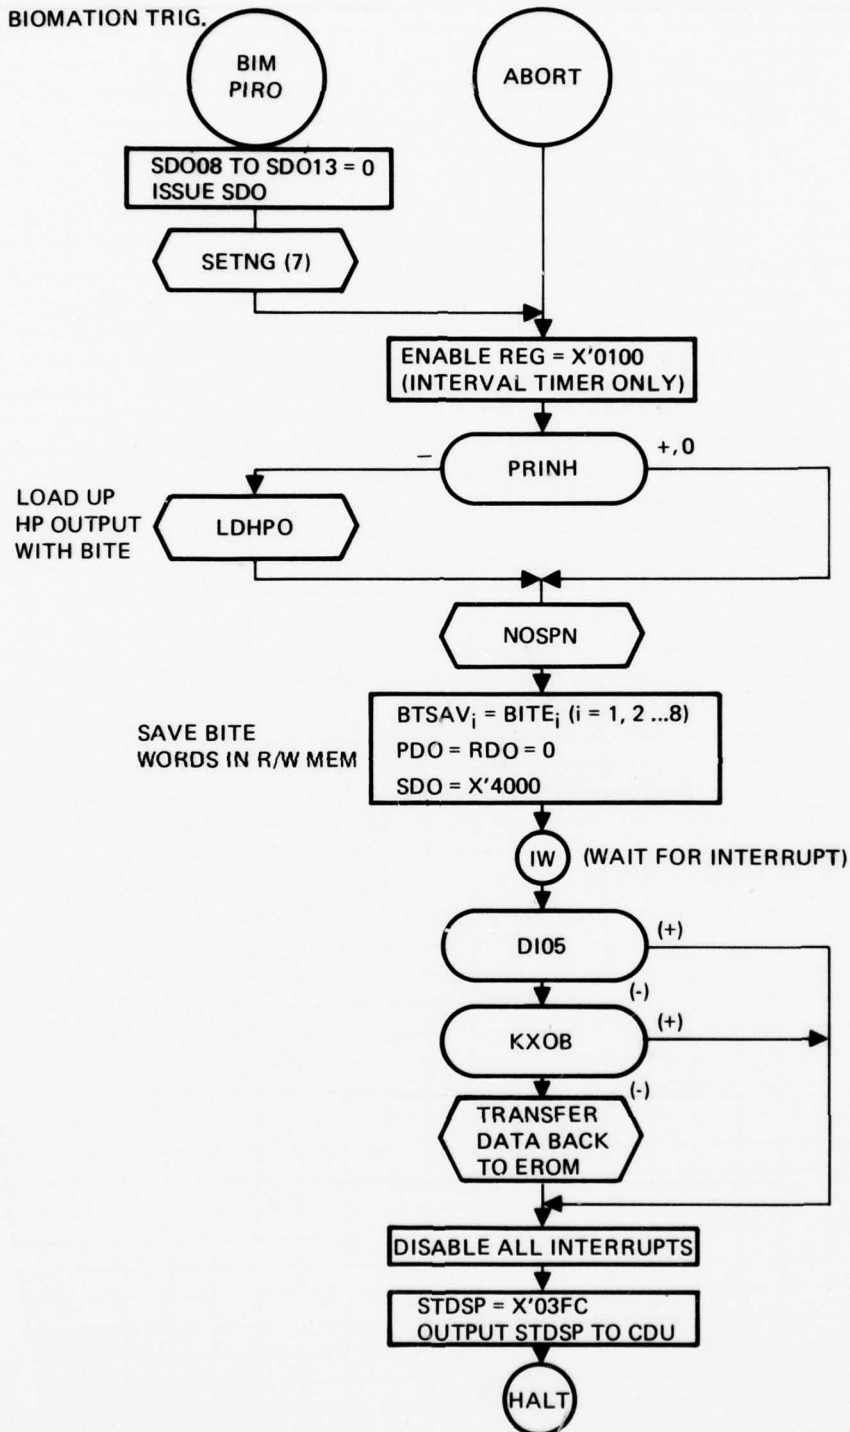 BIOMATION TRIG.
BIM
PIRO
ABORT
SDO08 TO SDO13 = 0
ISSUE SDO
SETNG (7)
ENABLE REG = X'0100
(INTERVAL TIMER ONLY)
–
PRINH
+, 0
LOAD UP
HP OUTPUT
WITH BITE
LDHPO
NOSPN
SAVE BITE
WORDS IN R/W MEM
BTSAVi = BITEi (i = 1, 2 ...8)
PDO = RDO = 0
SDO = X'4000
IW
(WAIT FOR INTERRUPT)
DI05
(+)
(-)
KXOB
(+)
(-)
TRANSFER
DATA BACK
TO EROM
DISABLE ALL INTERRUPTS
STDSP = X'03FC
OUTPUT STDSP TO CDU
HALT